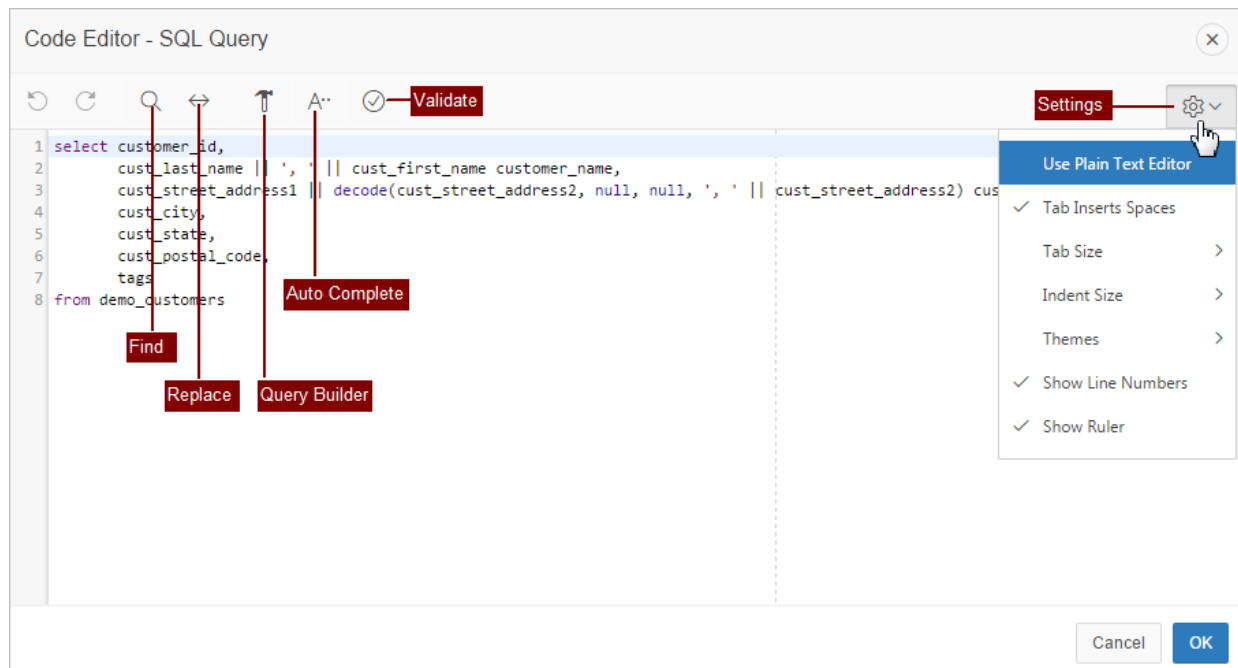 Code Editor - SQL Query
A··
Validate
Settings
1 select customer_id,
2 cust_last_name || ', ' || cust_first_name customer_name,
3 cust_street_address1 || decode(cust_street_address2, null, null, ', ' || cust_street_address2) cus
4 cust_city,
5 cust_state,
6 cust_postal_code,
7 tags
8 from demo_customers
Use Plain Text Editor
Tab Inserts Spaces
Tab Size
Indent Size
Themes
Show Line Numbers
Show Ruler
Auto Complete
Find
Replace
Query Builder
Cancel
OK